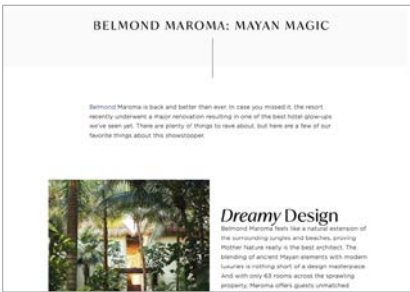 BELMOND MAROMA: MAYAN MAGIC
Belmond Maroma is back and better than ever. In case you missed it, the resort
recently underwent a major renovation resulting in one of the best hotel glow-ups
we've seen yet. There are plenty of things to rave about, but here are a few of our
favorite things about this showstopper.
Dreamy Design
Belmond Maroma feels like a natural extension of
the surrounding jungles and beaches, proving
Mother Nature really is the best architect. The
blending of ancient Mayan elements with modern
luxuries is nothing short of a design masterpiece.
And with only 63 rooms across the sprawling
property, Maroma offers guests unmatched